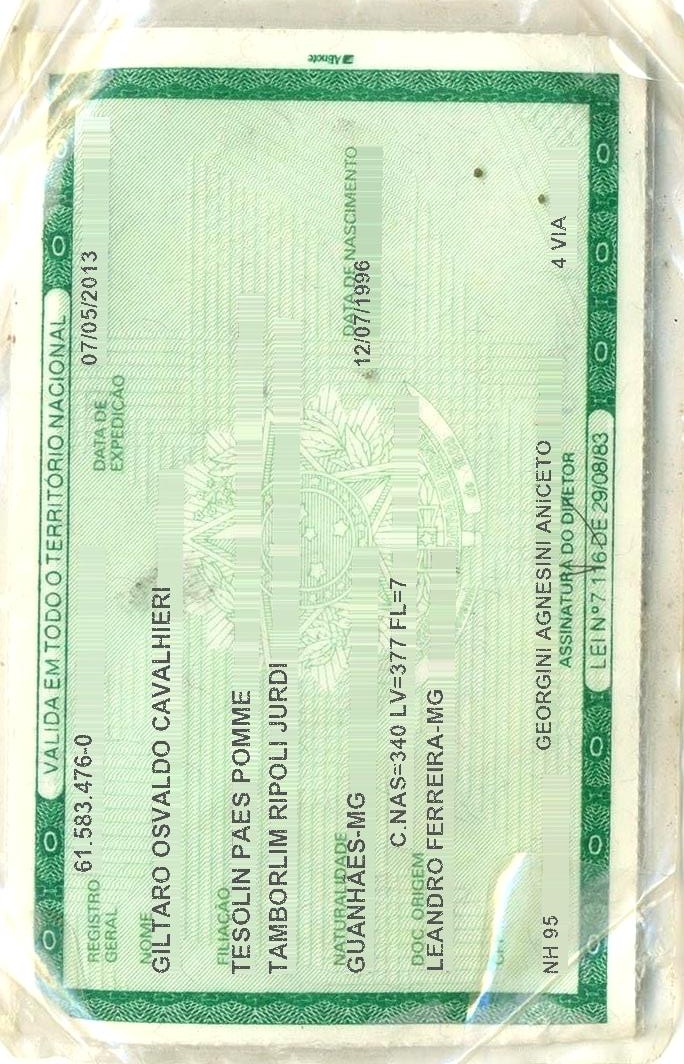 VALIDA EM TODO O TERRITÓRIO NACIONAL
REGISTRO GERAL 61.583.476-0 DATA DE EXPEDIÇÃO 07/05/2013
NOME
GILTARO OSVALDO CAVALHIERI
FILIAÇÃO
TESOLIN PAES POMME
TAMBORLIM RIPOLI JURDI
NATURALIDADE DATA DE NASCIMENTO
GUANHÃES-MG 12/07/1996
DOC ORIGEM C.NAS=340 LV=377 FL=7
LEANDRO FERREIRA-MG
NH 95 GEORGINI AGNESINI ANICETO 4 VIA
ASSINATURA DO DIRETOR
LEI Nº 7.116 DE 29/08/83